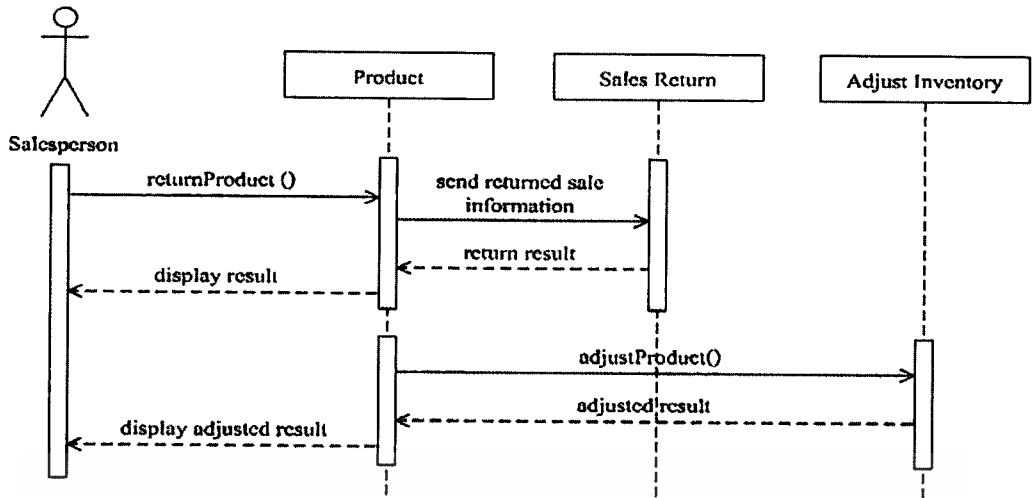 Product
Sales Return
Adjust Inventory
Salesperson
returnProduct ()
send returned sale
information
return result
display result
adjustProduct()
adjusted result
display adjusted result